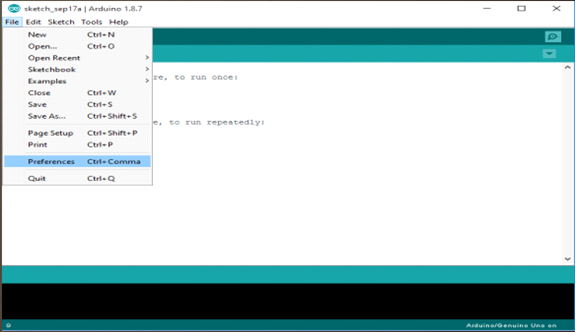 sketch_sep17a | Arduino 1.8.7
File Edit Sketch Tools Help
New Ctrl+N
Open... Ctrl+O
Open Recent
Sketchbook
Examples
Close Ctrl+W
Save Ctrl+S
Save As... Ctrl+Shift+S
Page Setup Ctrl+Shift+P
Print Ctrl+P
Preferences Ctrl+Comma
Quit Ctrl+Q
re, to run once:
e, to run repeatedly:
9 Arduino/Genuino Uno on